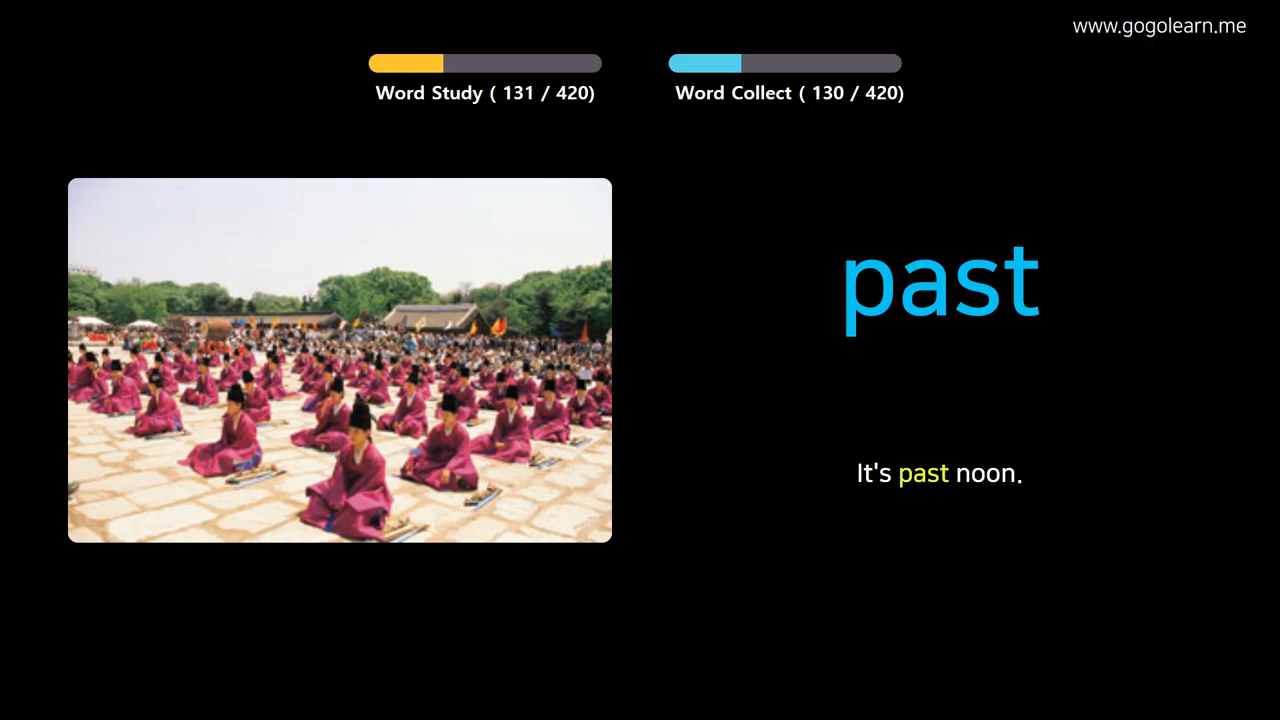 www.gogolearn.me
Word Study ( 131 / 420)
Word Collect ( 130 / 420)
past
It's past noon.